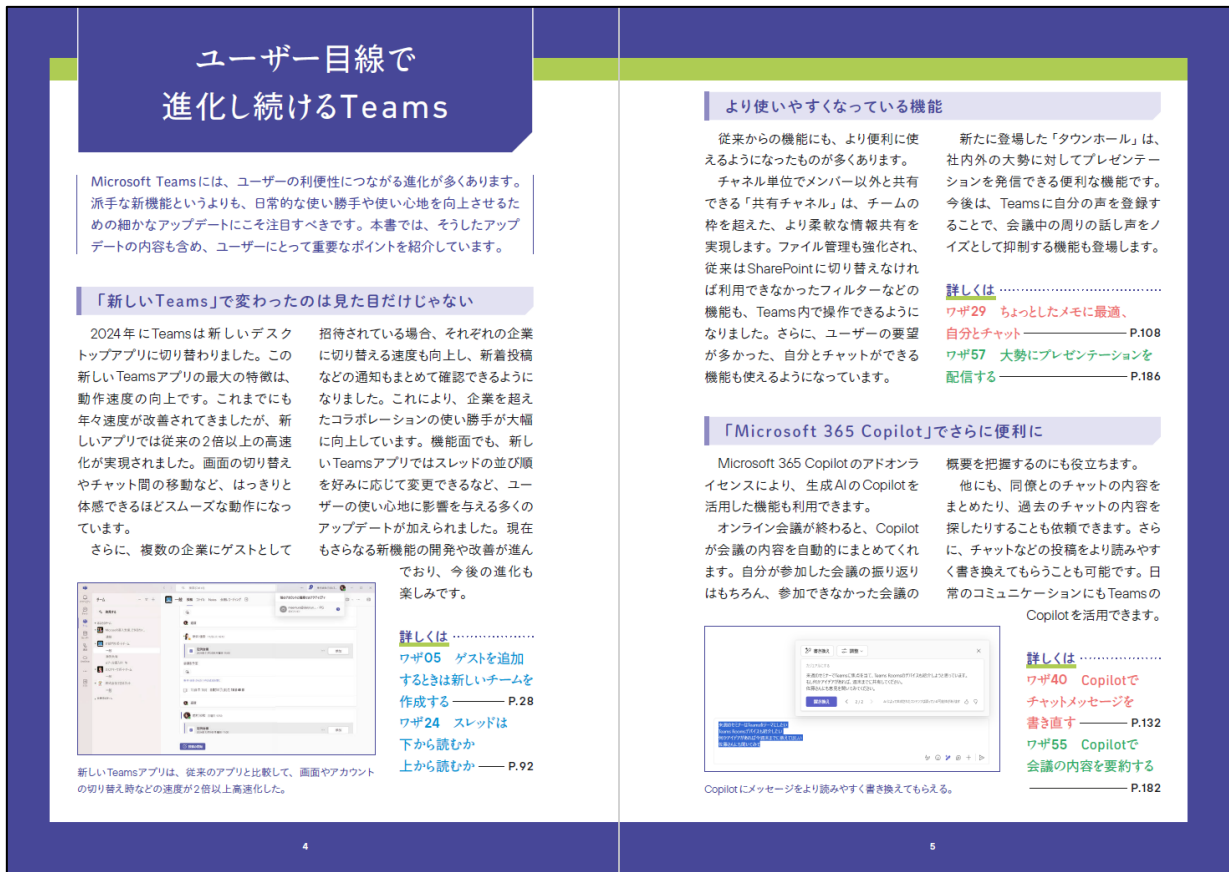 ユーザー目線で
進化し続けるTeams
Microsoft Teamsには、ユーザーの利便性につながる進化が多くあります。
派手な新機能というよりも、日常的な使い勝手や使い心地を向上させるた
めの細かなアップデートにこそ注目すべきです。本書では、そうしたアップ
デートの内容も含め、ユーザーにとって重要なポイントを紹介しています。
「新しいTeams」で変わったのは見た目だけじゃない
2024年にTeamsは新しいデスク
トップアプリに切り替わりました。この
新しいTeamsアプリの最大の特徴は、
動作速度の向上です。これまでにも
年々速度が改善されてきましたが、新
しいアプリでは従来の2倍以上の高速
化が実現されました。画面の切り替え
やチャット間の移動など、はっきりと
体感できるほどスムーズな動作になっ
ています。
さらに、複数の企業にゲストとして
招待されている場合、それぞれの企業
に切り替える速度も向上し、新着投稿
などの通知もまとめて確認できるように
なりました。これにより、企業を超え
たコラボレーションの使い勝手が大幅
に向上しています。機能面でも、新し
いTeamsアプリではスレッドの並び順
を好みに応じて変更できるなど、ユー
ザーの使い心地に影響を与える多くの
アップデートが加えられました。現在
もさらなる新機能の開発や改善が進ん
でおり、今後の進化も
楽しみです。
詳しくは
ワザ05 ゲストを追加
するときは新しいチームを
作成する P.28
ワザ24 スレッドは
下から読むか
上から読むか P.92
チーム
新しいTeamsアプリは、従来のアプリと比較して、画面やアカウント
の切り替え時などの速度が2倍以上高速化した。
4
より使いやすくなっている機能
従来からの機能にも、より便利に使
えるようになったものが多くあります。
チャネル単位でメンバー以外と共有
できる「共有チャネル」は、チームの
枠を超えた、より柔軟な情報共有を
実現します。ファイル管理も強化され、
従来はSharePointに切り替えなけれ
ば利用できなかったフィルターなどの
機能も、Teams内で操作できるように
なりました。さらに、ユーザーの要望
が多かった、自分とチャットができる
機能も使えるようになっています。
新たに登場した「タウンホール」は、
社内外の大勢に対してプレゼンテー
ションを発信できる便利な機能です。
今後は、Teamsに自分の声を登録す
ることで、会議中の周りの話し声をノ
イズとして抑制する機能も登場します。
詳しくは
ワザ29 ちょっとしたメモに最適、
自分とチャット P.108
ワザ57 大勢にプレゼンテーションを
配信する P.186
「Microsoft 365 Copilot」でさらに便利に
Microsoft 365 Copilotのアドオンラ
イセンスにより、生成AIのCopilotを
活用した機能も利用できます。
オンライン会議が終わると、Copilot
が会議の内容を自動的にまとめてくれ
ます。自分が参加した会議の振り返り
はもちろん、参加できなかった会議の
概要を把握するのにも役立ちます。
他にも、同僚とのチャットの内容を
まとめたり、過去のチャットの内容を
探したりすることも依頼できます。さら
に、チャットなどの投稿をより読みやす
く書き換えてもらうことも可能です。日
常のコミュニケーションにもTeamsの
Copilotを活用できます。
詳しくは
ワザ40 Copilotで
チャットメッセージを
書き直す P.132
ワザ55 Copilotで
会議の内容を要約する
P.182
書き換え 調整
書き換え
Copilotにメッセージをより読みやすく書き換えてもらえる。
5